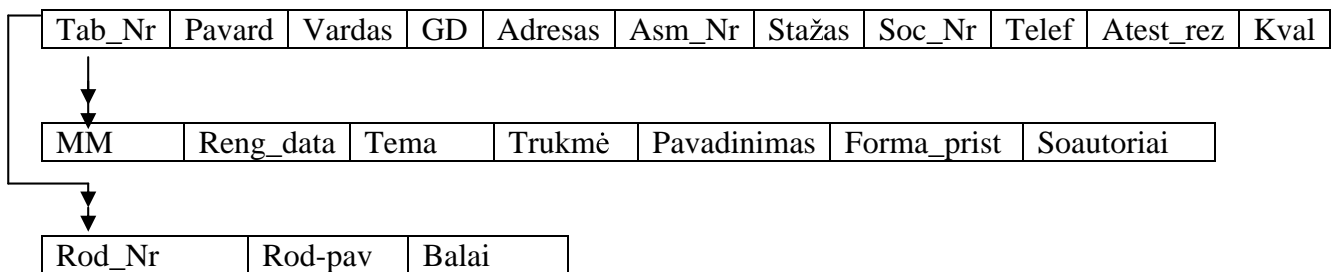 Tab_Nr Pavard Vardas GD Adresas Asm_Nr Stažas Soc_Nr Telef Atest_rez Kval
MM Reng_data Tema Trukmė Pavadinimas Forma_prist Soautoriai
Rod_Nr Rod-pav Balai